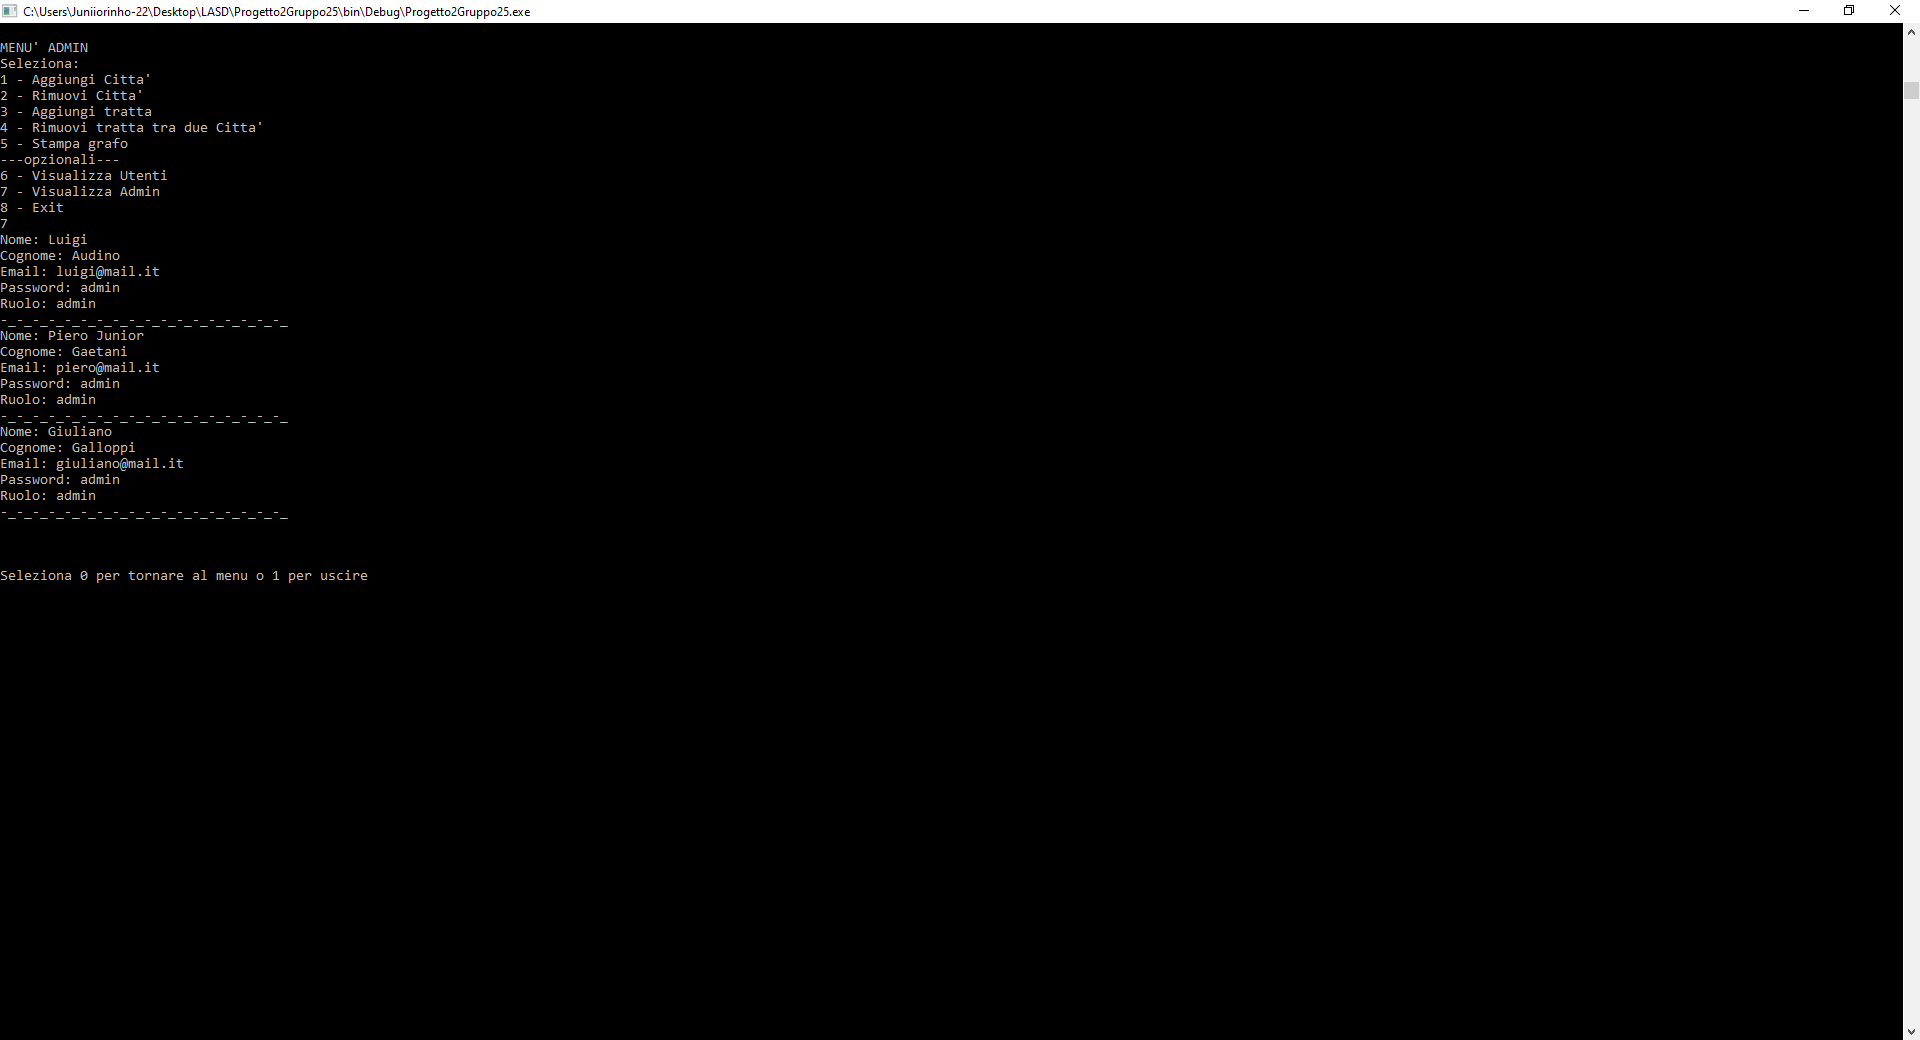 C:\Users\Juniiorinho-22\Desktop\LASD\Progetto2Gruppo25\bin\Debug\Progetto2Gruppo25.exe
MENU' ADMIN
Seleziona:
1 - Aggiungi Citta'
2 - Rimuovi Citta'
3 - Aggiungi tratta
4 - Rimuovi tratta tra due Citta'
5 - Stampa grafo
---opzionali---
6 - Visualizza Utenti
7 - Visualizza Admin
8 - Exit
7
Nome: Luigi
Cognome: Audino
Email: luigi@mail.it
Password: admin
Ruolo: admin
-_-_-_-_-_-_-_-_-_-_-_-_-_-_-_-_-_-_
Nome: Piero Junior
Cognome: Gaetani
Email: piero@mail.it
Password: admin
Ruolo: admin
-_-_-_-_-_-_-_-_-_-_-_-_-_-_-_-_-_-_
Nome: Giuliano
Cognome: Galloppi
Email: giuliano@mail.it
Password: admin
Ruolo: admin
-_-_-_-_-_-_-_-_-_-_-_-_-_-_-_-_-_-_
Seleziona 0 per tornare al menu o 1 per uscire